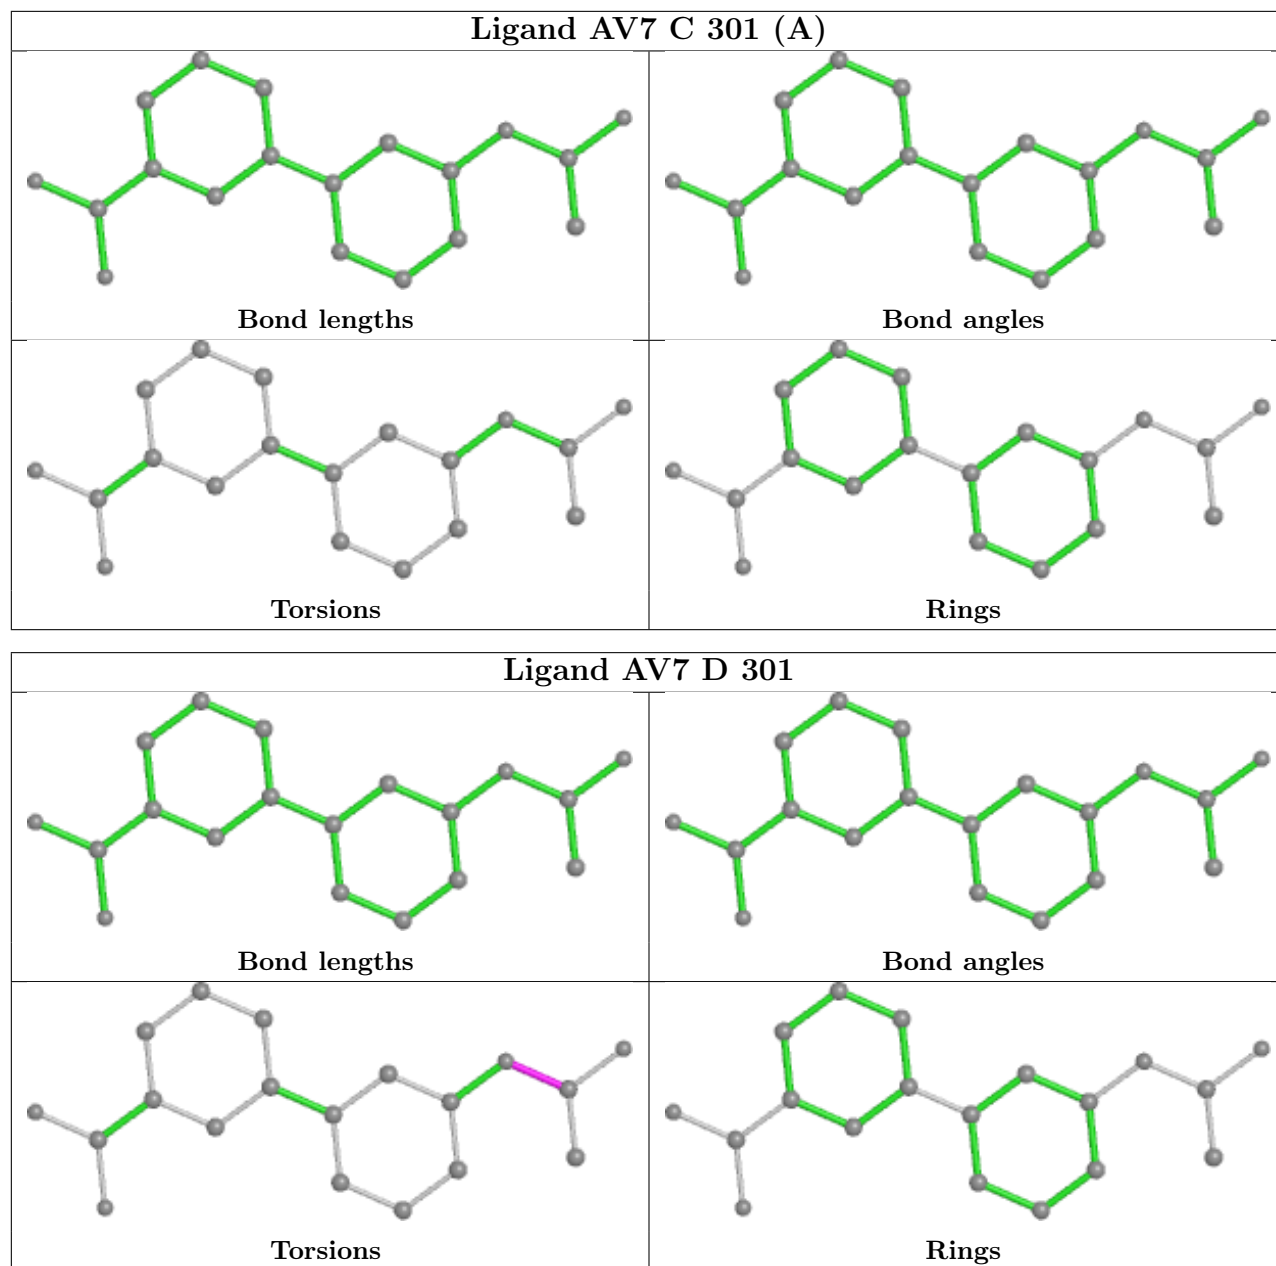 Ligand AV7 C 301 (A)
Bond lengths
Bond angles
Torsions
Rings
Ligand AV7 D 301
Bond lengths
Bond angles
Torsions
Rings